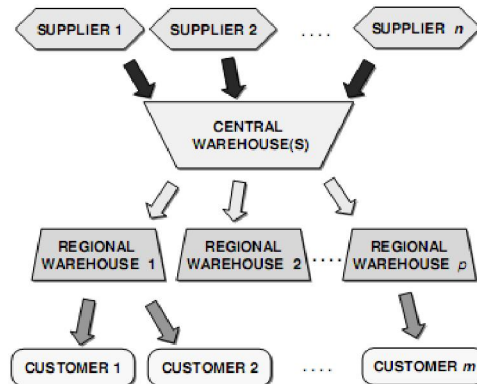 SUPPLIER 1 SUPPLIER 2 .... SUPPLIER n
CENTRAL
WAREHOUSE(S)
REGIONAL
WAREHOUSE 1
REGIONAL
WAREHOUSE 2
....
REGIONAL
WAREHOUSE p
CUSTOMER 1 CUSTOMER 2 .... CUSTOMER m